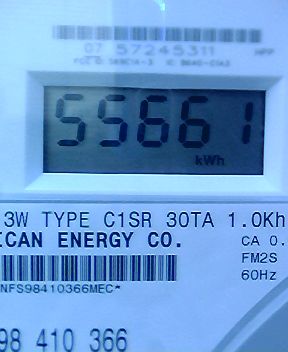 07 57245311 HPP
55661
kWh
3W TYPE C1SR 30TA 1.0Kh
ICAN ENERGY CO.
CA 0.
FM2S
60Hz
NFS98410366MEC*
98 410 366